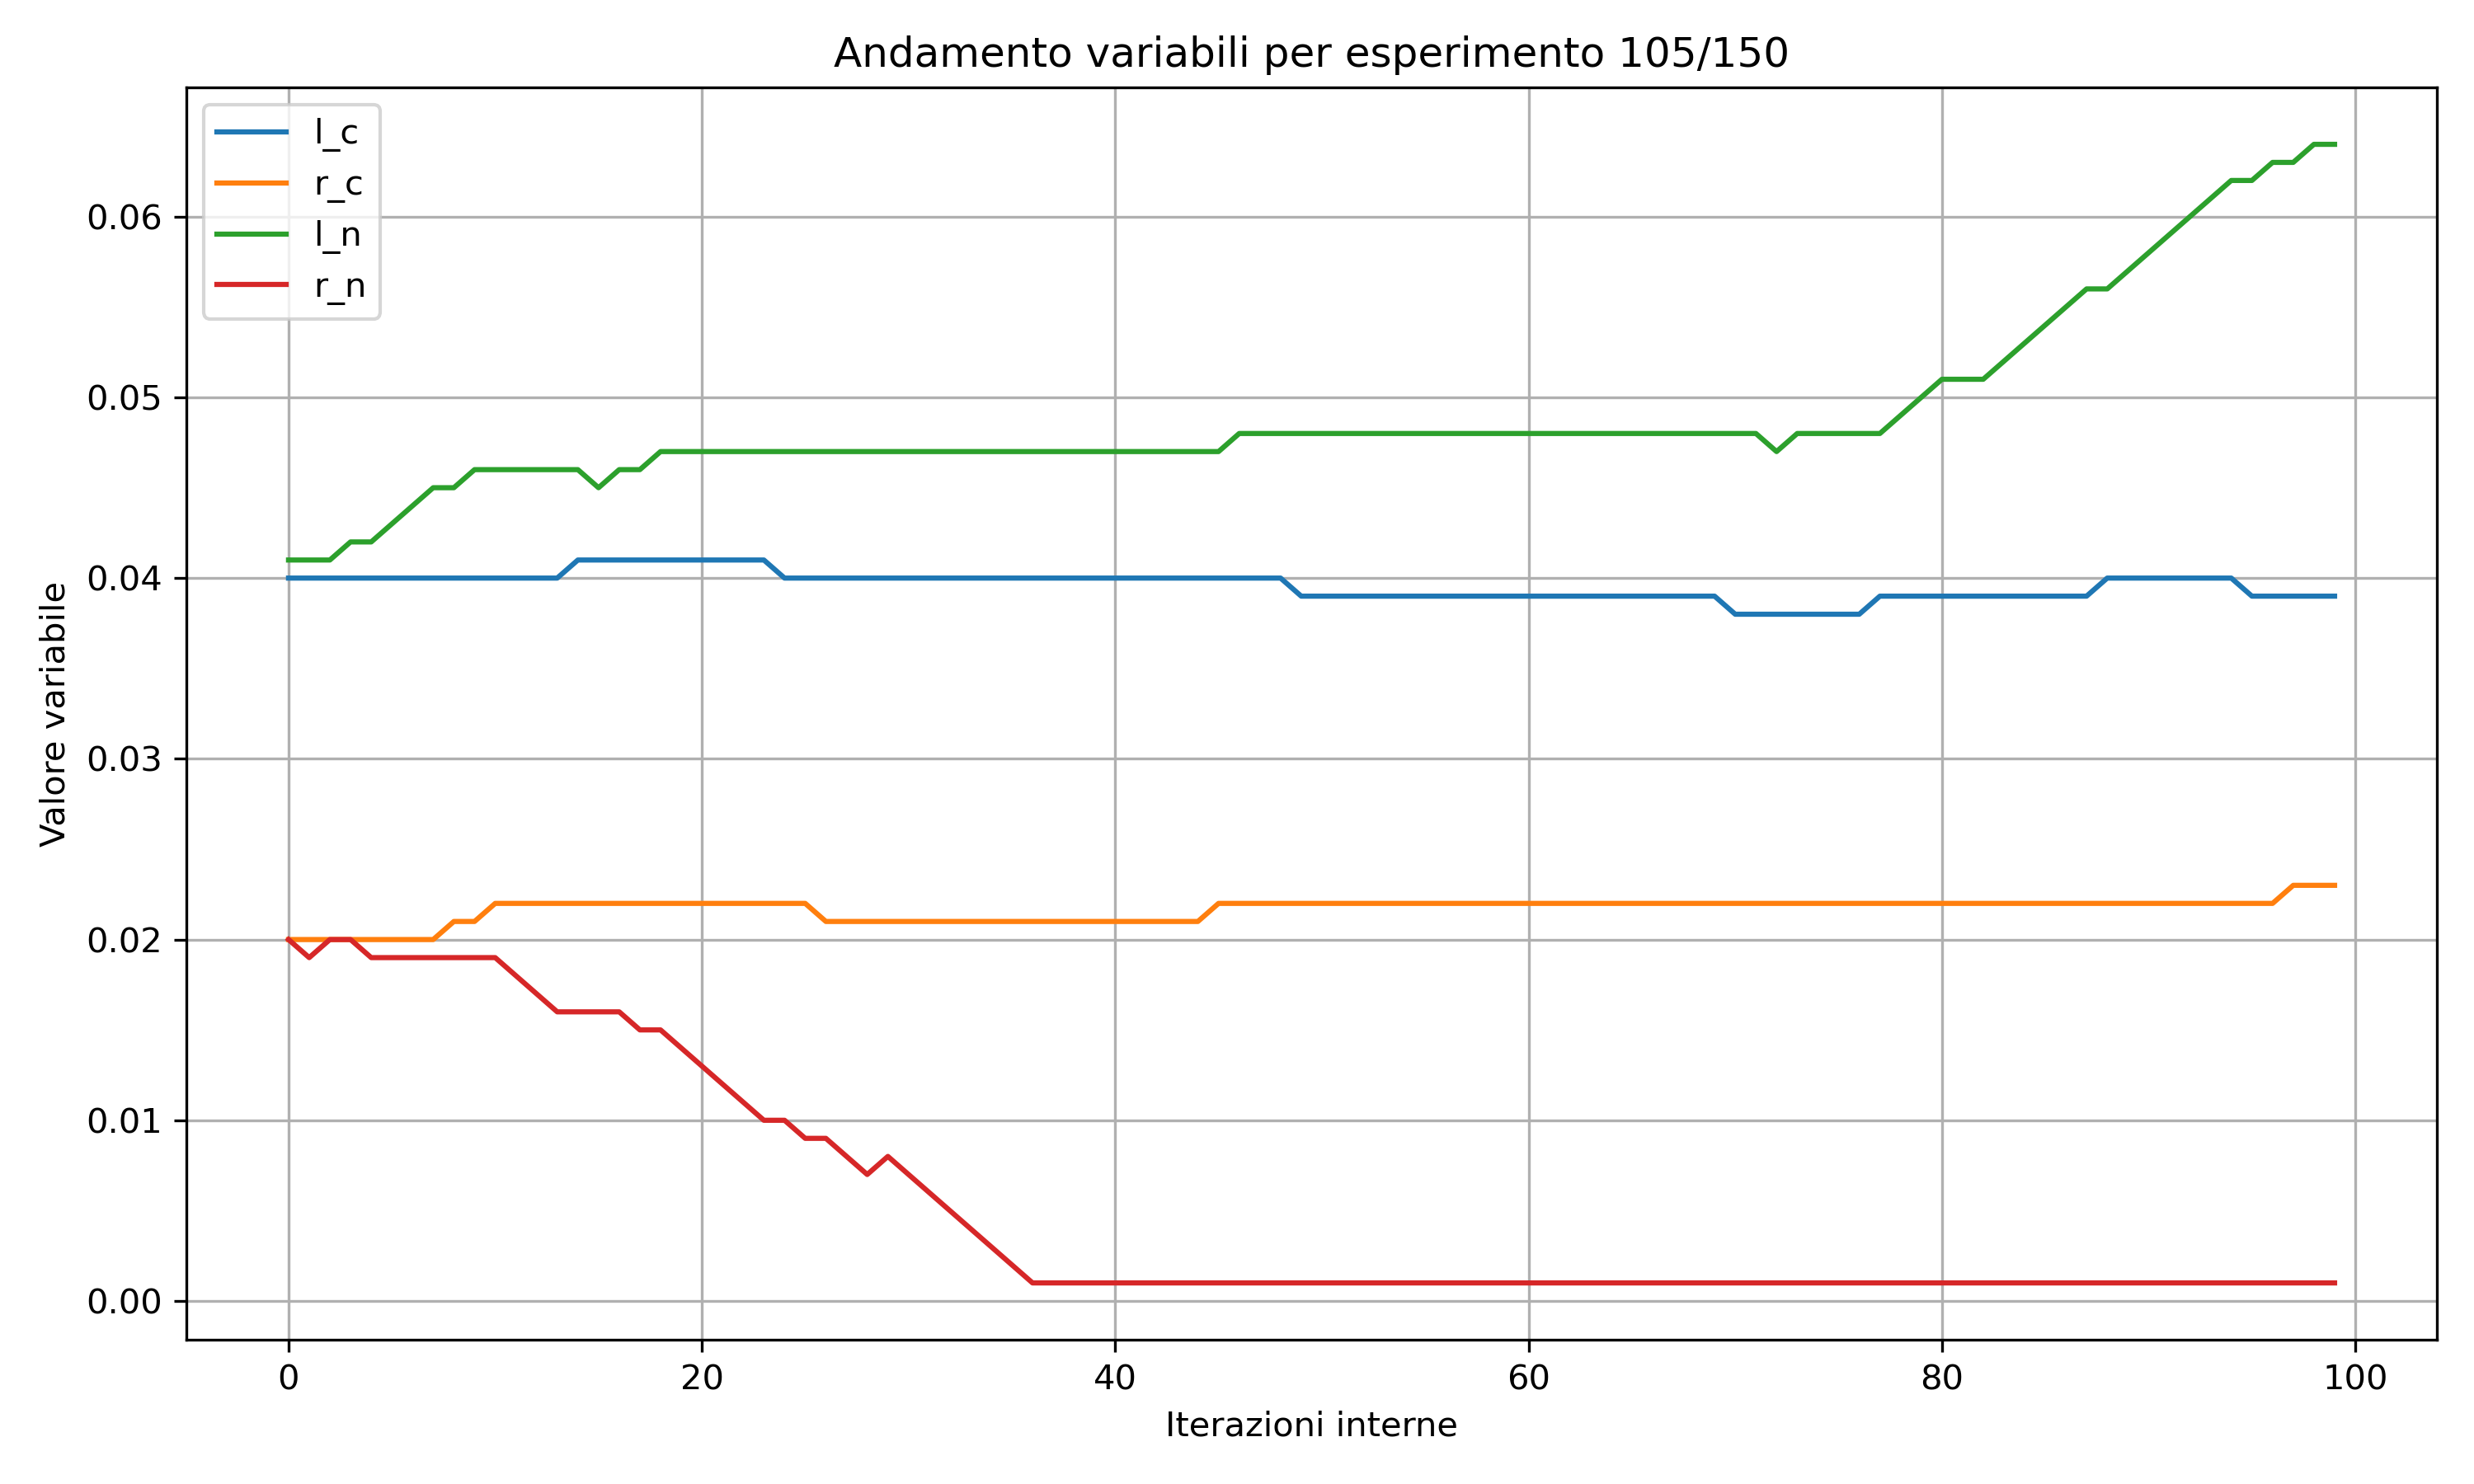 Andamento variabili per esperimento 105/150
l_c
r_c
l_n
r_n
Valore variabile
0.06
0.05
0.04
0.03
0.02
0.01
0.00
0 20 40 60 80 100
Iterazioni interne